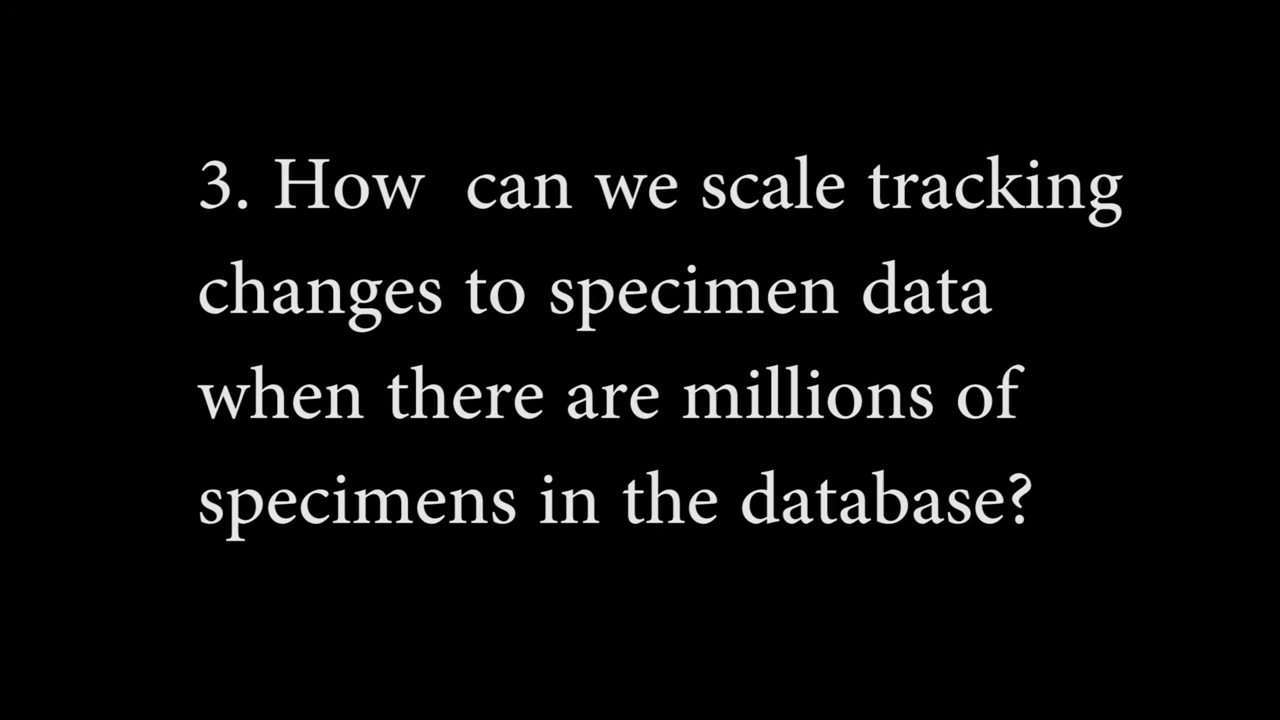 3. How  can we scale tracking
changes to specimen data
when there are millions of
specimens in the database?